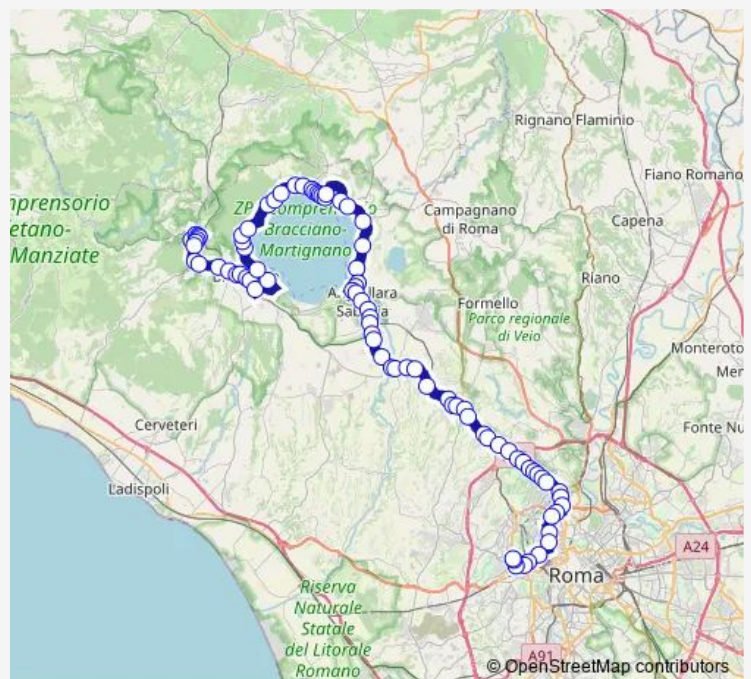 Rignano Flaminio
Fiano Romano
mprensorio
etano-
Manziate
Bracciano-
Martignano
Campagnano
di Roma
Capena
Riano
Formello
Parco regionale
di Veio
Monteroto
Cerveteri
Fonte Nu
Ladispoli
A24
Roma
Riserva
Naturale
Statale
del Litorale
Romano
A91
© OpenStreetMap contributors